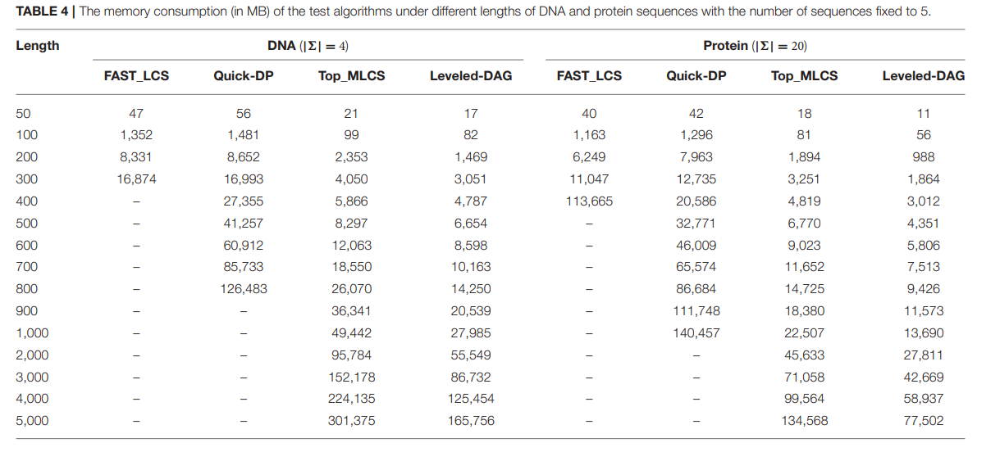 TABLE 4 | The memory consumption (in MB) of the test algorithms under different lengths of DNA and protein sequences with the number of sequences fixed to 5.
Length DNA (|Σ| = 4) Protein (|Σ| = 20)
FAST_LCS Quick-DP Top_MLCS Leveled-DAG FAST_LCS Quick-DP Top_MLCS Leveled-DAG
50 47 56 21 17 40 42 18 11
100 1,352 1,481 99 82 1,163 1,296 81 56
200 8,331 8,652 2,353 1,469 6,249 7,963 1,894 988
300 16,874 16,993 4,050 3,051 11,047 12,735 3,251 1,864
400 – 27,355 5,866 4,787 113,665 20,586 4,819 3,012
500 – 41,257 8,297 6,654 – 32,771 6,770 4,351
600 – 60,912 12,063 8,598 – 46,009 9,023 5,806
700 – 85,733 18,550 10,163 – 65,574 11,652 7,513
800 – 126,483 26,070 14,250 – 86,684 14,725 9,426
900 – – 36,341 20,539 – 111,748 18,380 11,573
1,000 – – 49,442 27,985 – 140,457 22,507 13,690
2,000 – – 95,784 55,549 – – 45,633 27,811
3,000 – – 152,178 86,732 – – 71,058 42,669
4,000 – – 224,135 125,454 – – 99,564 58,937
5,000 – – 301,375 165,756 – – 134,568 77,502